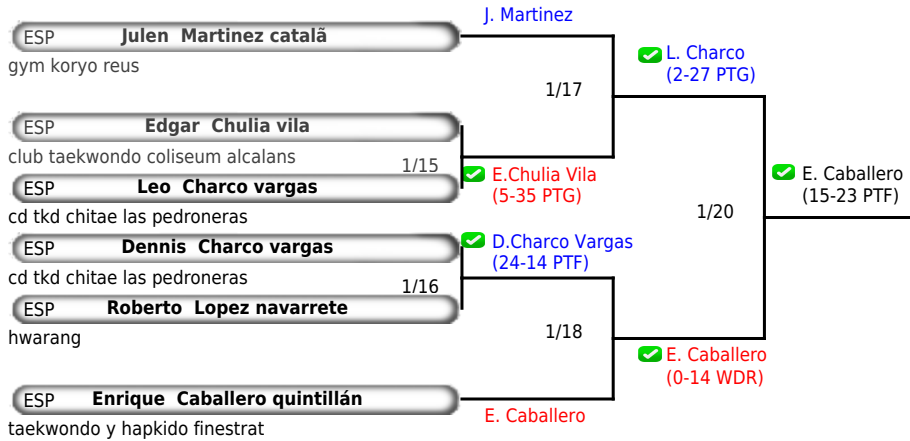 J. Martinez
ESP Julen Martinez catalã
gym koryo reus
L. Charco
(2-27 PTG)
1/17
ESP Edgar Chulia vila
club taekwondo coliseum alcalans
1/15
E.Chulia Vila
(5-35 PTG)
ESP Leo Charco vargas
cd tkd chitae las pedroneras
E. Caballero
(15-23 PTF)
1/20
ESP Dennis Charco vargas
cd tkd chitae las pedroneras
D.Charco Vargas
(24-14 PTF)
1/16
ESP Roberto Lopez navarrete
hwarang
1/18
E. Caballero
(0-14 WDR)
ESP Enrique Caballero quintillán
taekwondo y hapkido finestrat
E. Caballero